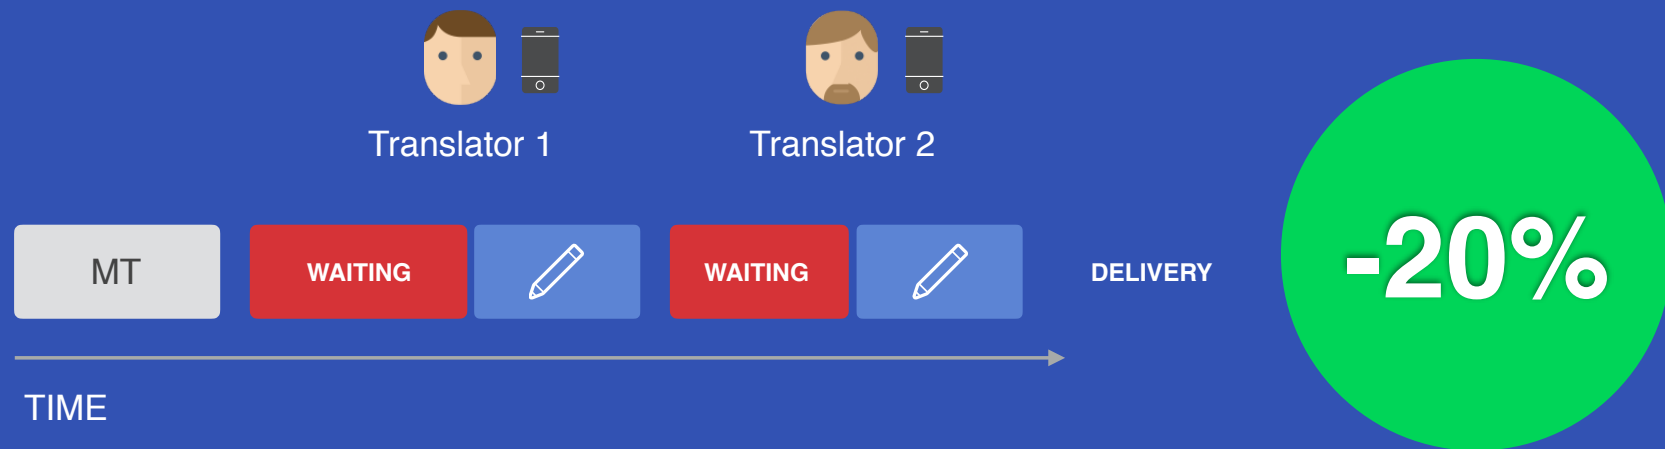 Translator 1
Translator 2
MT
WAITING
WAITING
DELIVERY
-20%
TIME